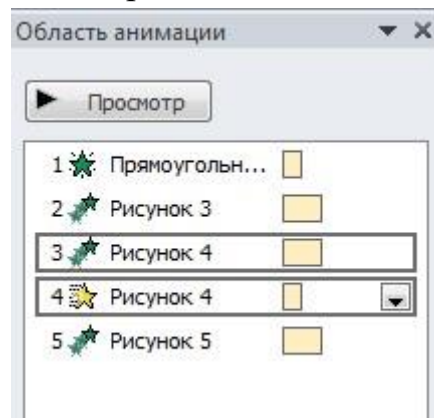 Область анимации
Просмотр
1 Прямоугольн...
2 Рисунок 3
3 Рисунок 4
4 Рисунок 4
5 Рисунок 5